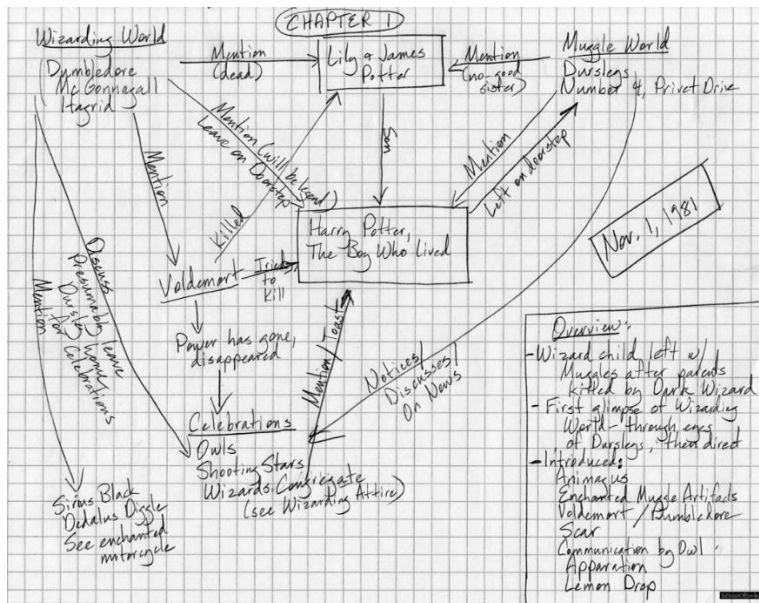 CHAPTER 1
Wizarding World
Dumbledore
McGonnagall
Hagrid
Mention
(dead)
Lily & James
Potter
Mention
(no-good
sister)
Muggle World
Dursleys
Number 4, Privet Drive
Mention
Mention (will be legend)
Leave on Doorstep
Killed
Son
Mention
Left on doorstep
Nov. 1, 1981
Harry Potter,
The Boy Who Lived
Voldemort
Tried
to
Kill
Mention
Discuss
Presumably leave
Dursley home
for
Celebrations
Power has gone,
disappeared
Mention/Toast
Notices/
Discusses/
On News
Celebrations
Owls
Shooting Stars
Wizards Congregate
(see Wizarding Attire)
Sirius Black
Dedalus Diggle
See enchanted
motorcycle
Overview:
- Wizard child left w/
Muggles after parents
killed by Dark Wizard
- First glimpse of Wizarding
World - through eyes
of Dursleys, then direct
- Introduced:
Animagus
Enchanted Muggle Artifacts
Voldemort/Dumbledore
Scar
Communication by Owl
Apparation
Lemon Drop